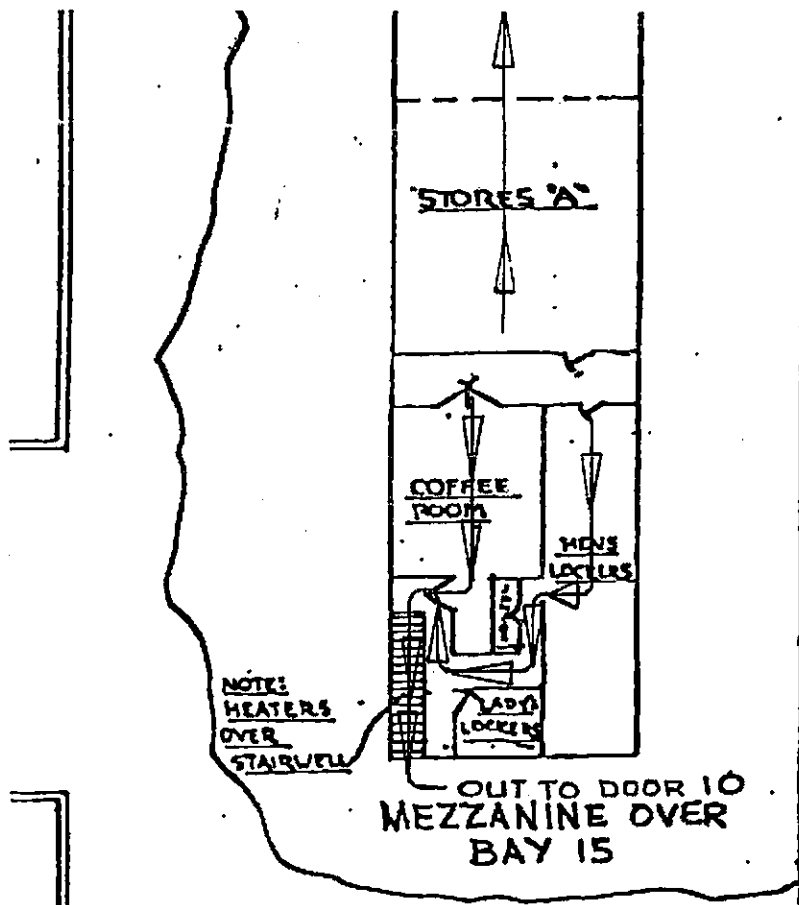 "STORES "A"
COFFEE
ROOM
MENS
LOCKERS
LADYS
LOCKERS
NOTE:
HEATERS
OVER
STAIRWELL
OUT TO DOOR 10
MEZZANINE OVER
BAY 15